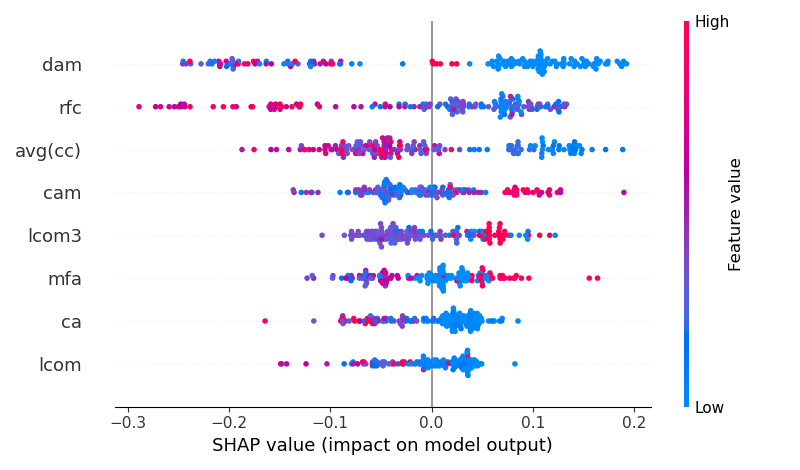 High
dam
rfc
avg(cc)
cam
lcom3
mfa
ca
lcom
Feature value
Low
−0.3 −0.2 −0.1 0.0 0.1 0.2
SHAP value (impact on model output)